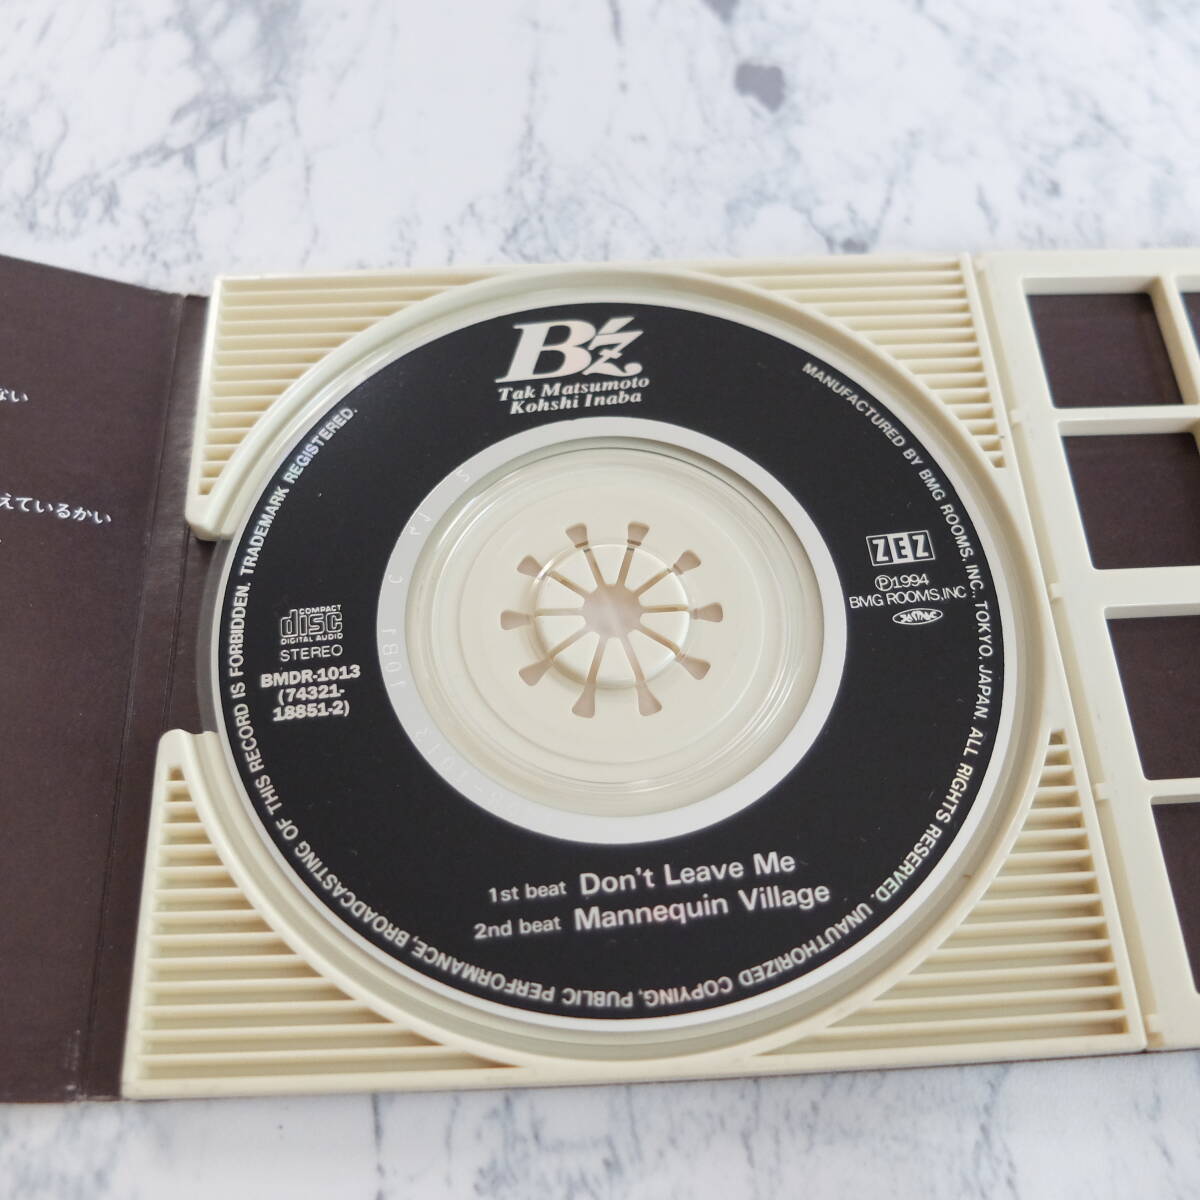 ない
えているかい
B'z
Tak Matsumoto
Kohshi Inaba
MANUFACTURED BY BMG ROOMS, INC., TOKYO, JAPAN. ALL RIGHTS RESERVED. UNAUTHORIZED COPYING, PUBLIC PERFORMANCE, BROADCASTING OF THIS RECORD IS FORBIDDEN. TRADEMARK REGISTERED.
COMPACT
disc
DIGITAL AUDIO
STEREO
BMDR-1013
(74321-
18851-2)
ZEZ
Ⓟ1994
BMG ROOMS, INC
JASRAC
1st beat Don't Leave Me
2nd beat Mannequin Village